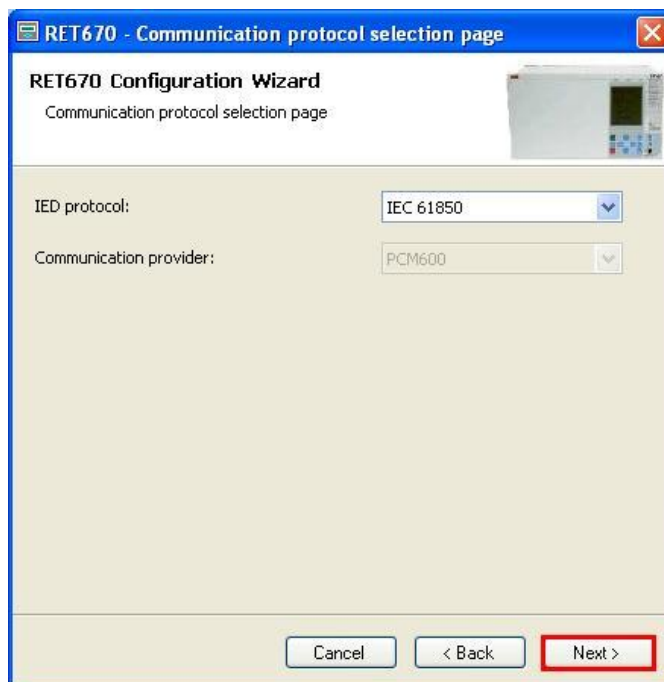 RET670 - Communication protocol selection page
RET670 Configuration Wizard
Communication protocol selection page
IED protocol:
IEC 61850
Communication provider:
PCM600
Cancel
< Back
Next >